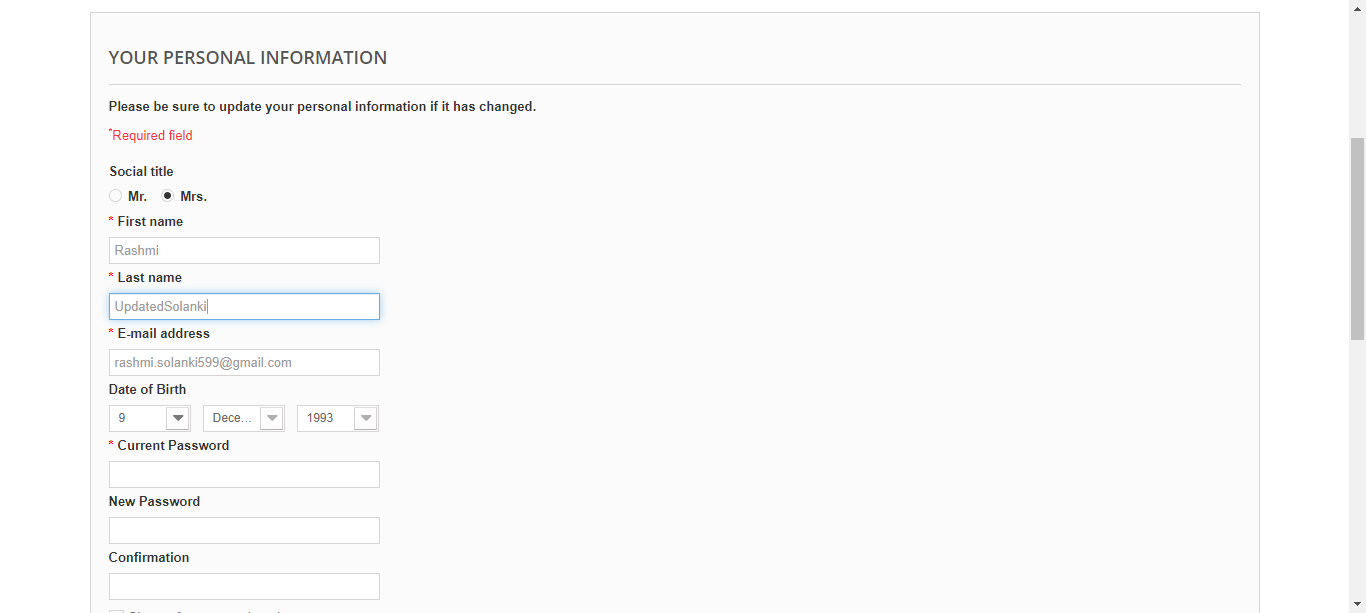 YOUR PERSONAL INFORMATION
Please be sure to update your personal information if it has changed.
*Required field
Social title
Mr. Mrs.
* First name
Rashmi
* Last name
UpdatedSolanki
* E-mail address
rashmi.solanki599@gmail.com
Date of Birth
9 Dece... 1993
* Current Password
New Password
Confirmation